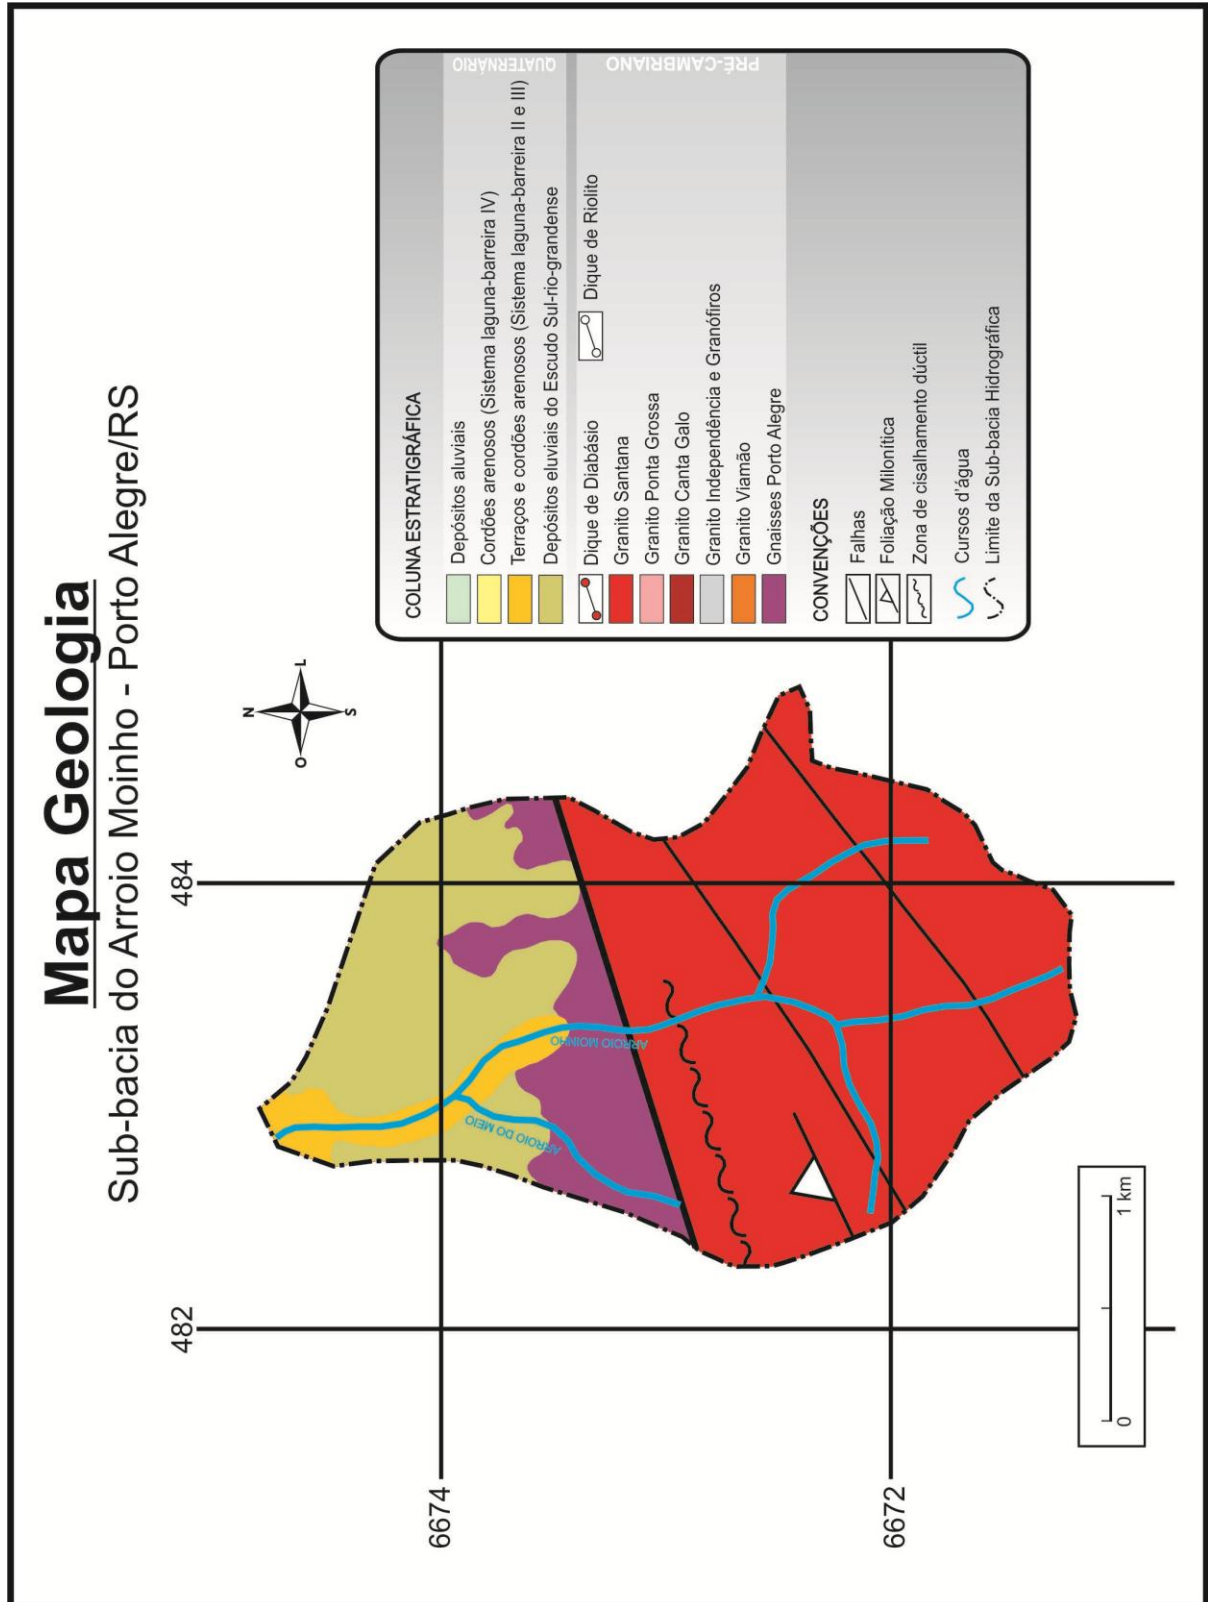 Mapa Geologia
Sub-bacia do Arroio Moinho - Porto Alegre/RS
482
484
6674
6672
N
L
S
O
ARROIO MOINHO
ARROIO DO MEIO
0
1 km
COLUNA ESTRATIGRÁFICA
QUATERNÁRIO
Depósitos aluviais
Cordões arenosos (Sistema laguna-barreira IV)
Terraços e cordões arenosos (Sistema laguna-barreira II e III)
Depósitos eluviais do Escudo Sul-rio-grandense
PRÉ-CAMBRIANO
Dique de Diabásio
Dique de Riolito
Granito Santana
Granito Ponta Grossa
Granito Canta Galo
Granito Independência e Granófiros
Granito Viamão
Gnaisses Porto Alegre
CONVENÇÕES
Falhas
Foliação Milonítica
Zona de cisalhamento dúctil
Cursos d'água
Limite da Sub-bacia Hidrográfica